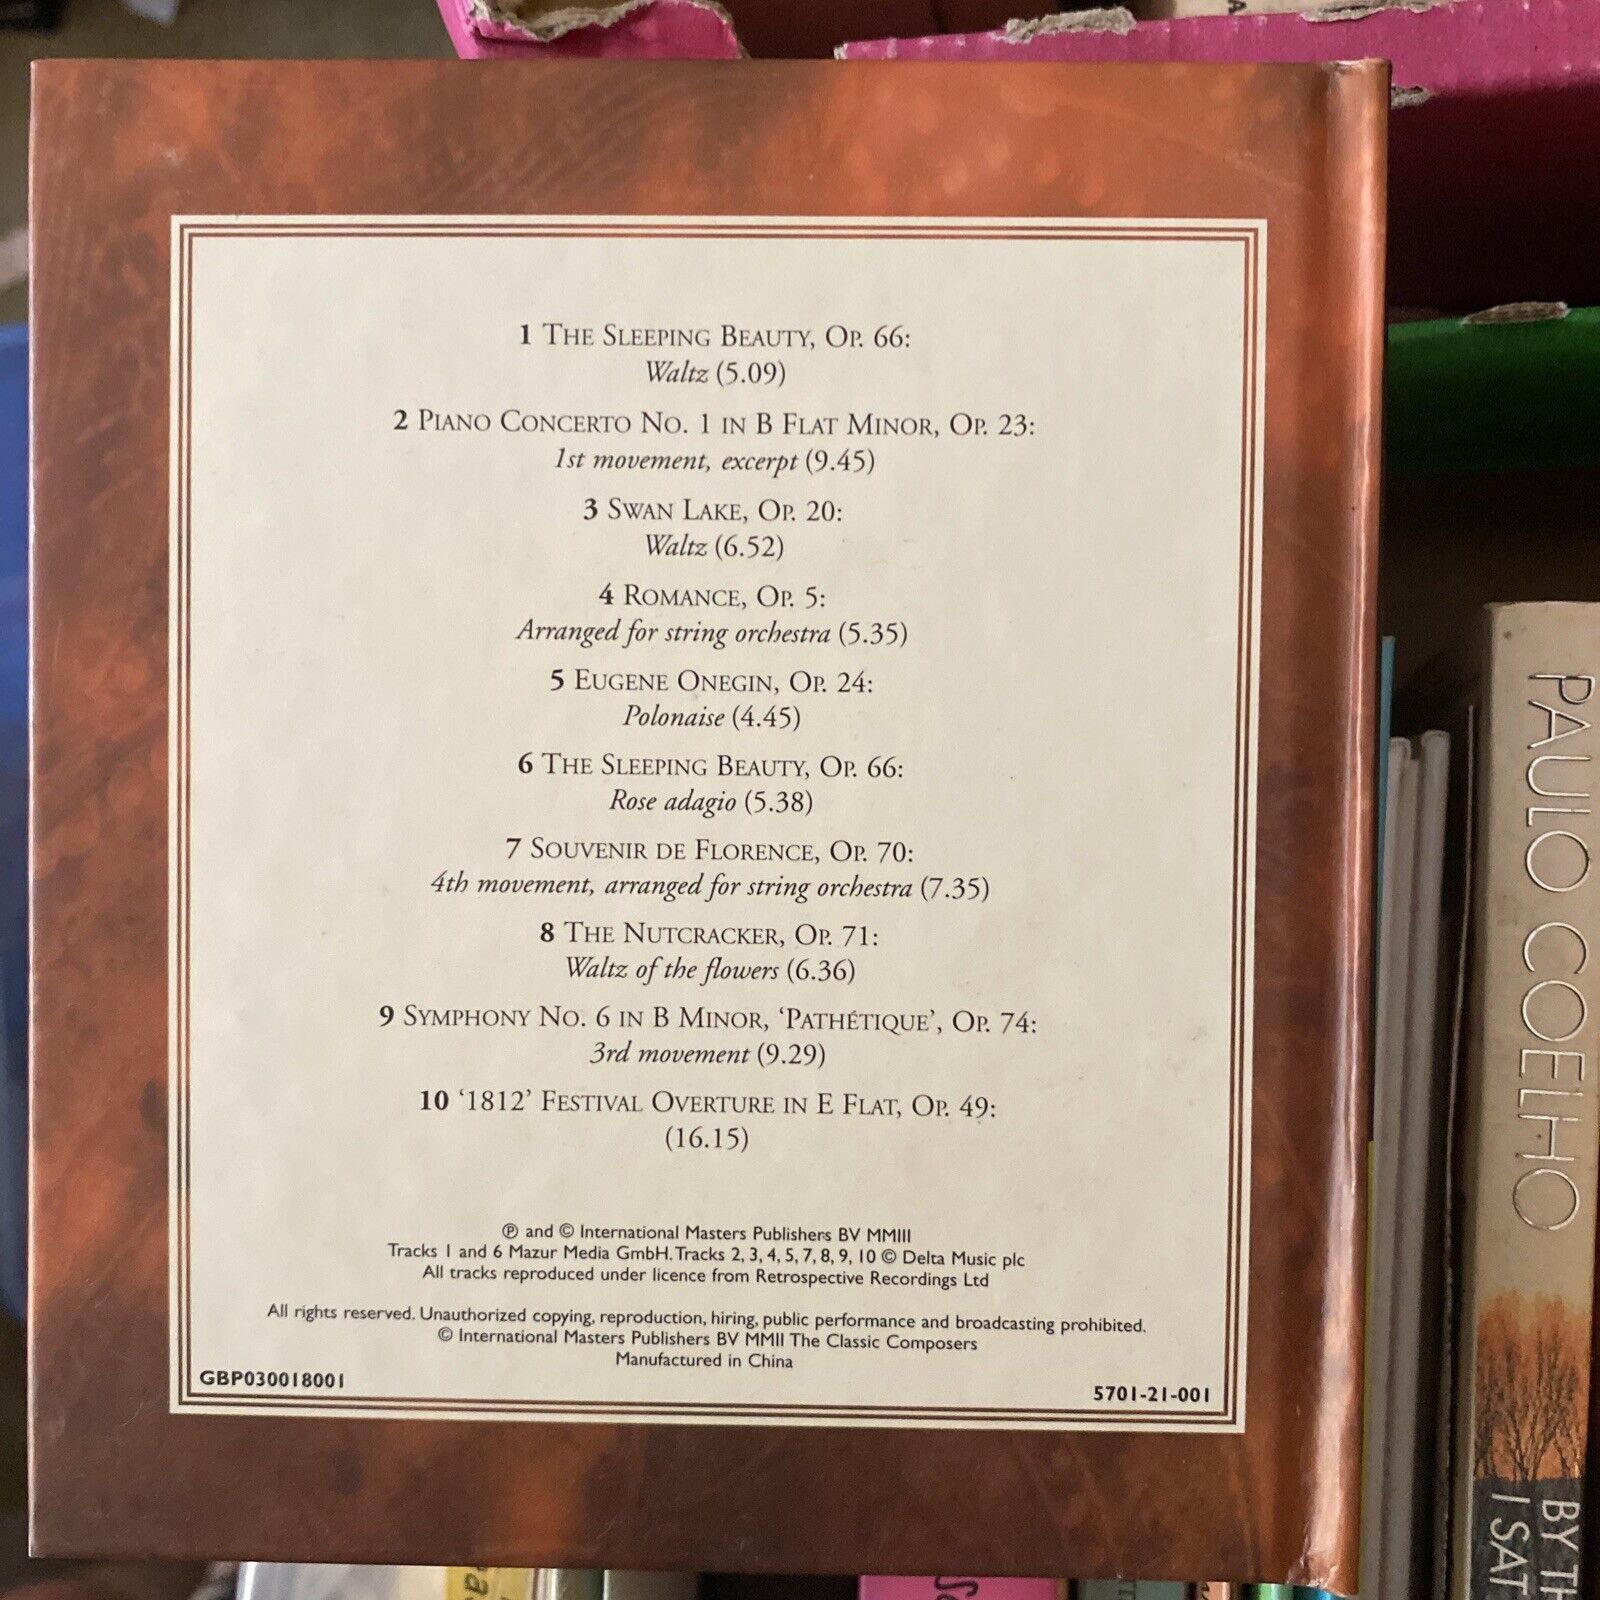 1 THE SLEEPING BEAUTY, OP. 66:
Waltz (5.09)
2 PIANO CONCERTO NO. 1 IN B FLAT MINOR, OP. 23:
1st movement, excerpt (9.45)
3 SWAN LAKE, OP. 20:
Waltz (6.52)
4 ROMANCE, OP. 5:
Arranged for string orchestra (5.35)
5 EUGENE ONEGIN, OP. 24:
Polonaise (4.45)
6 THE SLEEPING BEAUTY, OP. 66:
Rose adagio (5.38)
7 SOUVENIR DE FLORENCE, OP. 70:
4th movement, arranged for string orchestra (7.35)
8 THE NUTCRACKER, OP. 71:
Waltz of the flowers (6.36)
9 SYMPHONY NO. 6 IN B MINOR, ‘PATHÉTIQUE’, OP. 74:
3rd movement (9.29)
10 ‘1812’ FESTIVAL OVERTURE IN E FLAT, OP. 49:
(16.15)
℗ and © International Masters Publishers BV MMIII
Tracks 1 and 6 Mazur Media GmbH. Tracks 2, 3, 4, 5, 7, 8, 9, 10 © Delta Music plc
All tracks reproduced under licence from Retrospective Recordings Ltd
All rights reserved. Unauthorized copying, reproduction, hiring, public performance and broadcasting prohibited.
© International Masters Publishers BV MMII The Classic Composers
Manufactured in China
GBP030018001
5701-21-001
PAULO COELHO
BY TH
I SAT